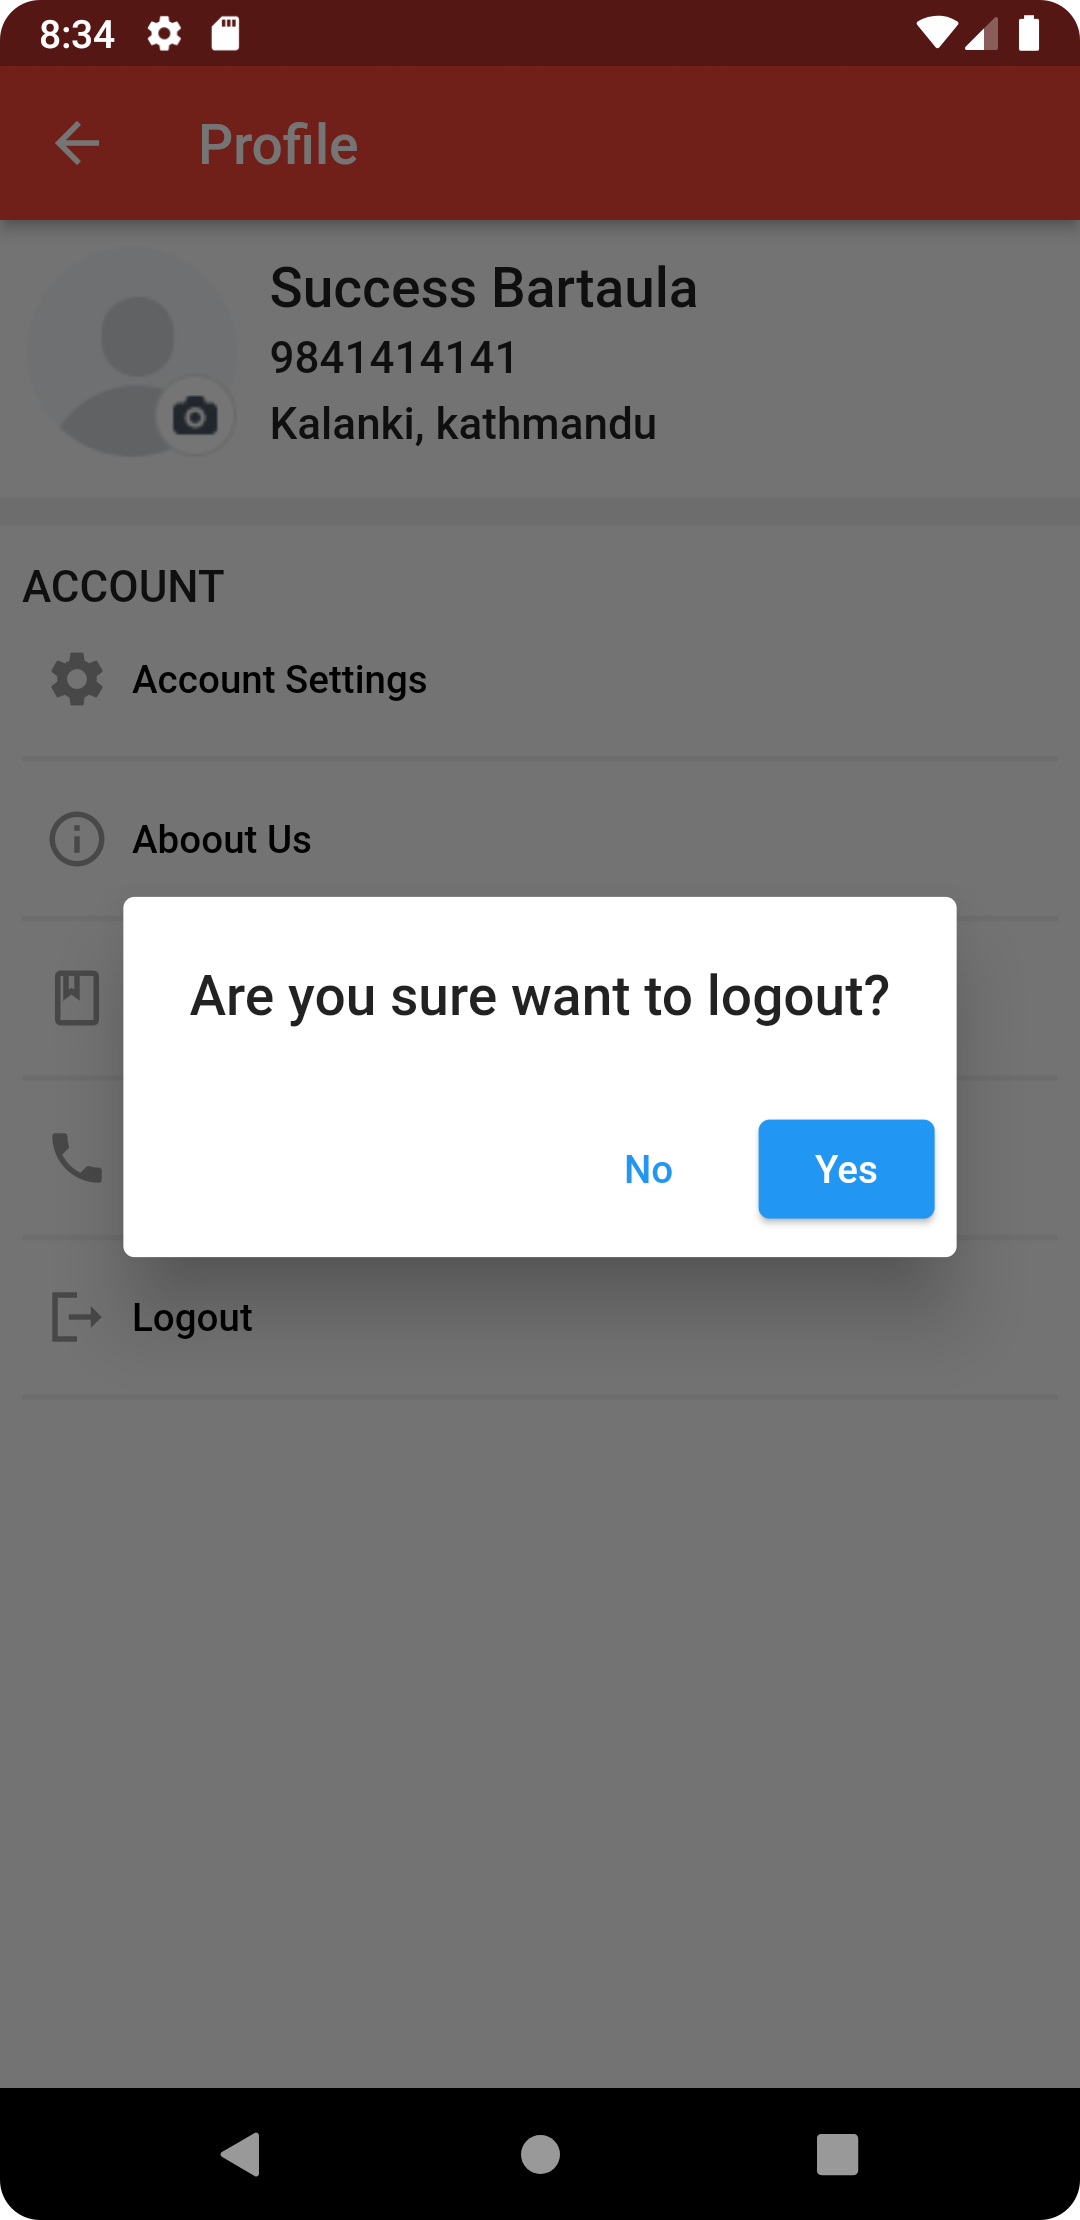 8:34
Profile
Success Bartaula
9841414141
Kalanki, kathmandu
ACCOUNT
Account Settings
Aboout Us
Are you sure want to logout?
No Yes
Logout